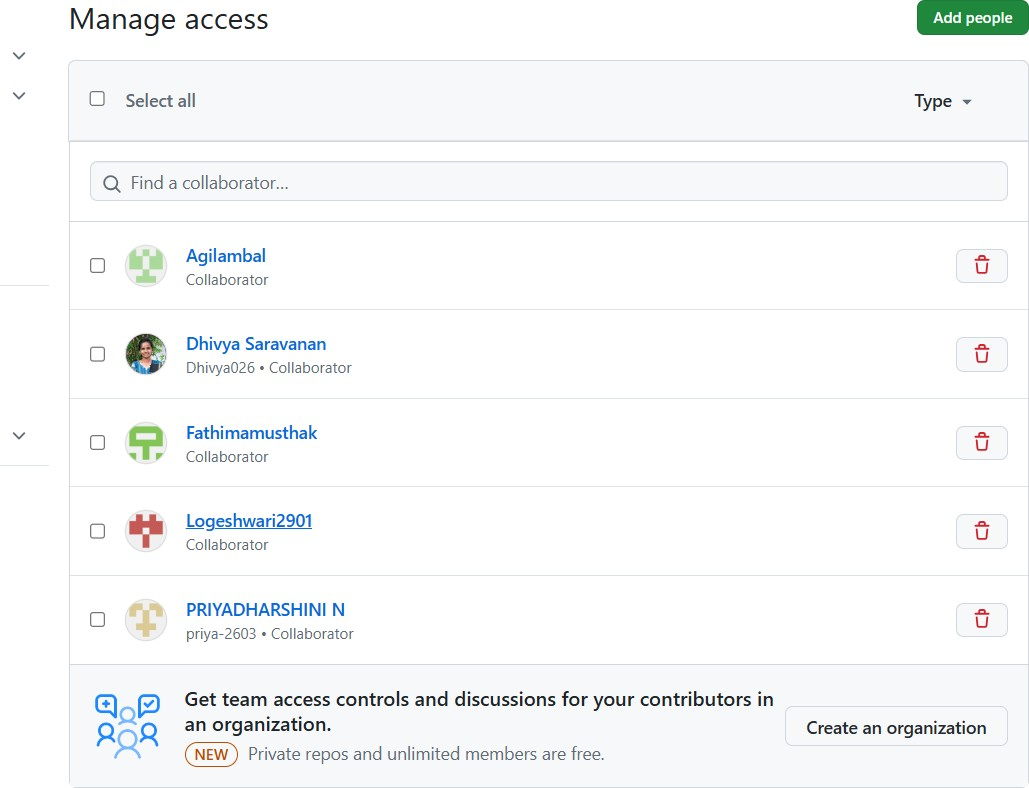 Manage access
Add people
Select all
Type
Find a collaborator...
Agilambal
Collaborator
Dhivya Saravanan
Dhivya026 • Collaborator
Fathimamusthak
Collaborator
Logeshwari2901
Collaborator
PRIYADHARSHINI N
priya-2603 • Collaborator
Get team access controls and discussions for your contributors in
an organization.
NEW Private repos and unlimited members are free.
Create an organization